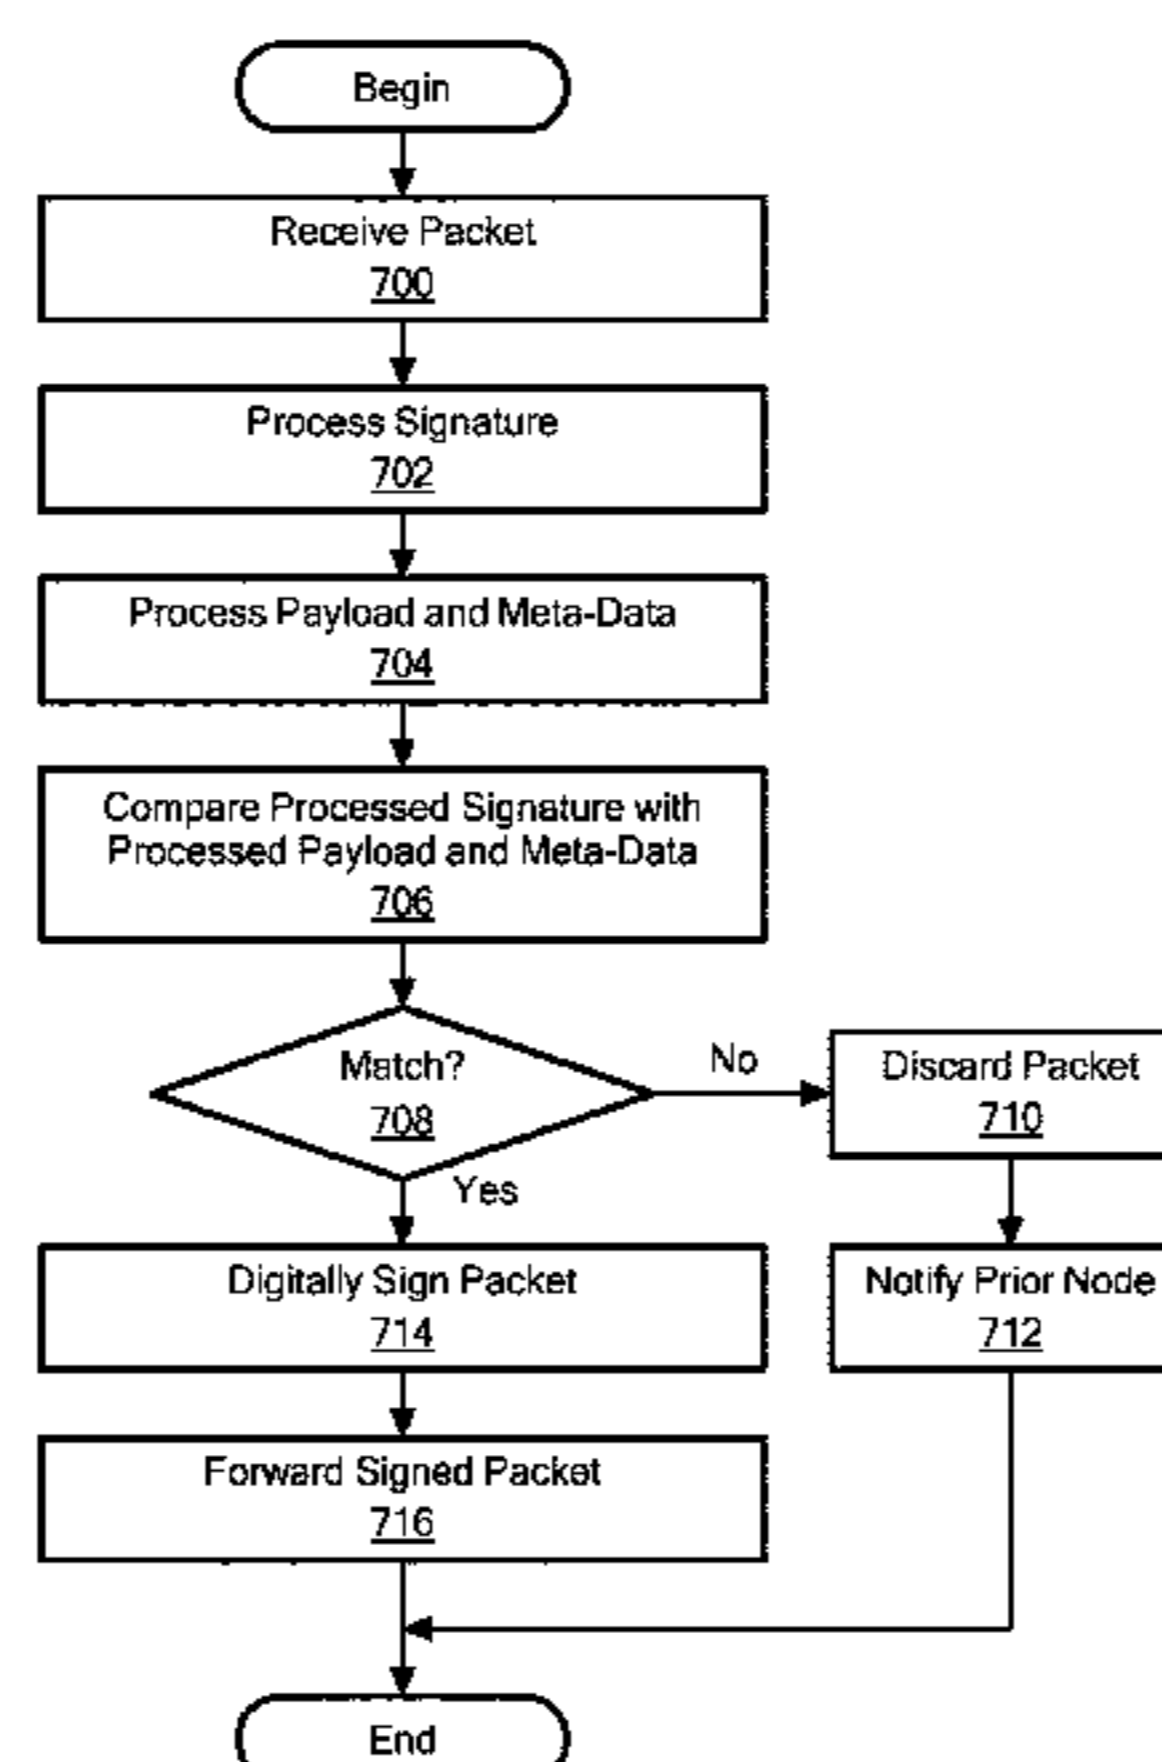 Begin
Receive Packet
700
Process Signature
702
Process Payload and Meta-Data
704
Compare Processed Signature with
Processed Payload and Meta-Data
706
Match?
708
No
Discard Packet
710
Yes
Digitally Sign Packet
714
Notify Prior Node
712
Forward Signed Packet
716
End